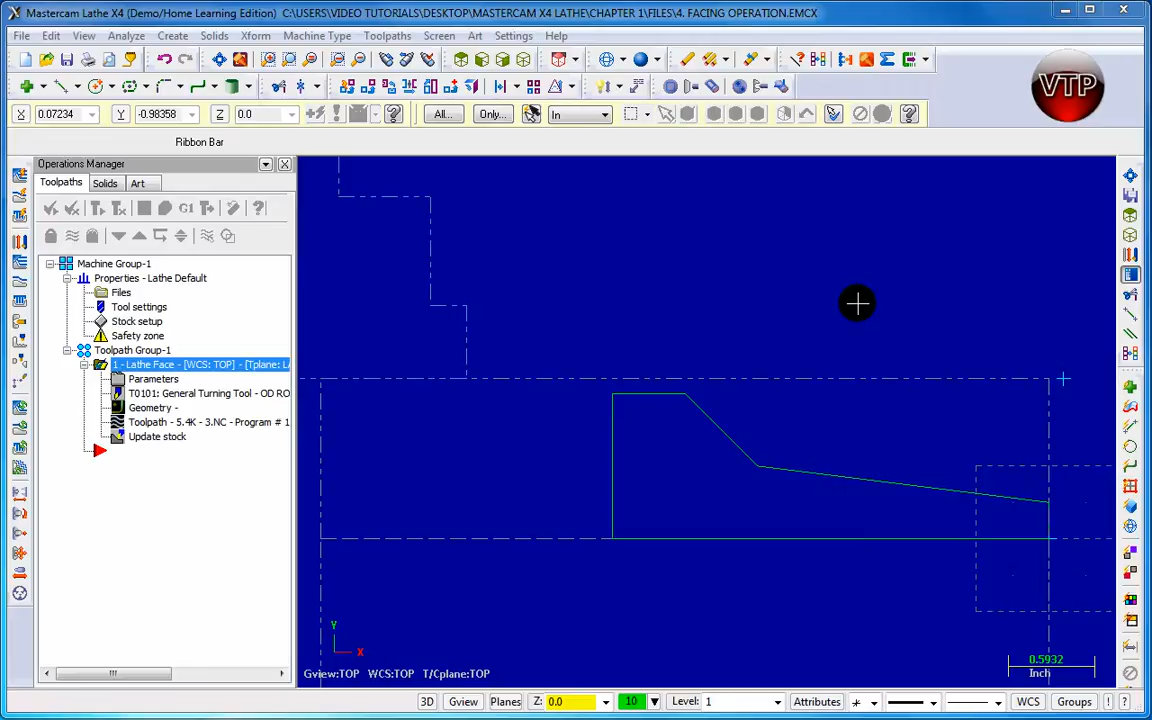 Mastercam Lathe X4 (Demo/Home Learning Edition) C:\USERS\VIDEO TUTORIALS\DESKTOP\MASTERCAM X4 LATHE\CHAPTER 1\FILES\4. FACING OPERATION.EMCX
File Edit View Analyze Create Solids Xform Machine Type Toolpaths Screen Art Settings Help
VTP
X 0.07234 Y -0.98358 Z 0.0 All... Only... In
Ribbon Bar
Operations Manager
Toolpaths Solids Art
G1
Machine Group-1
Properties - Lathe Default
Files
Tool settings
Stock setup
Safety zone
Toolpath Group-1
1 - Lathe Face - [WCS: TOP] - [Tplane: L
Parameters
T0101: General Turning Tool - OD RO
Geometry -
Toolpath - 5.4K - 3.NC - Program # 1
Update stock
Y
X
0.5932
Inch
Gview:TOP WCS:TOP T/Cplane:TOP
3D Gview Planes Z: 0.0 10 Level: 1 Attributes WCS Groups ! ?